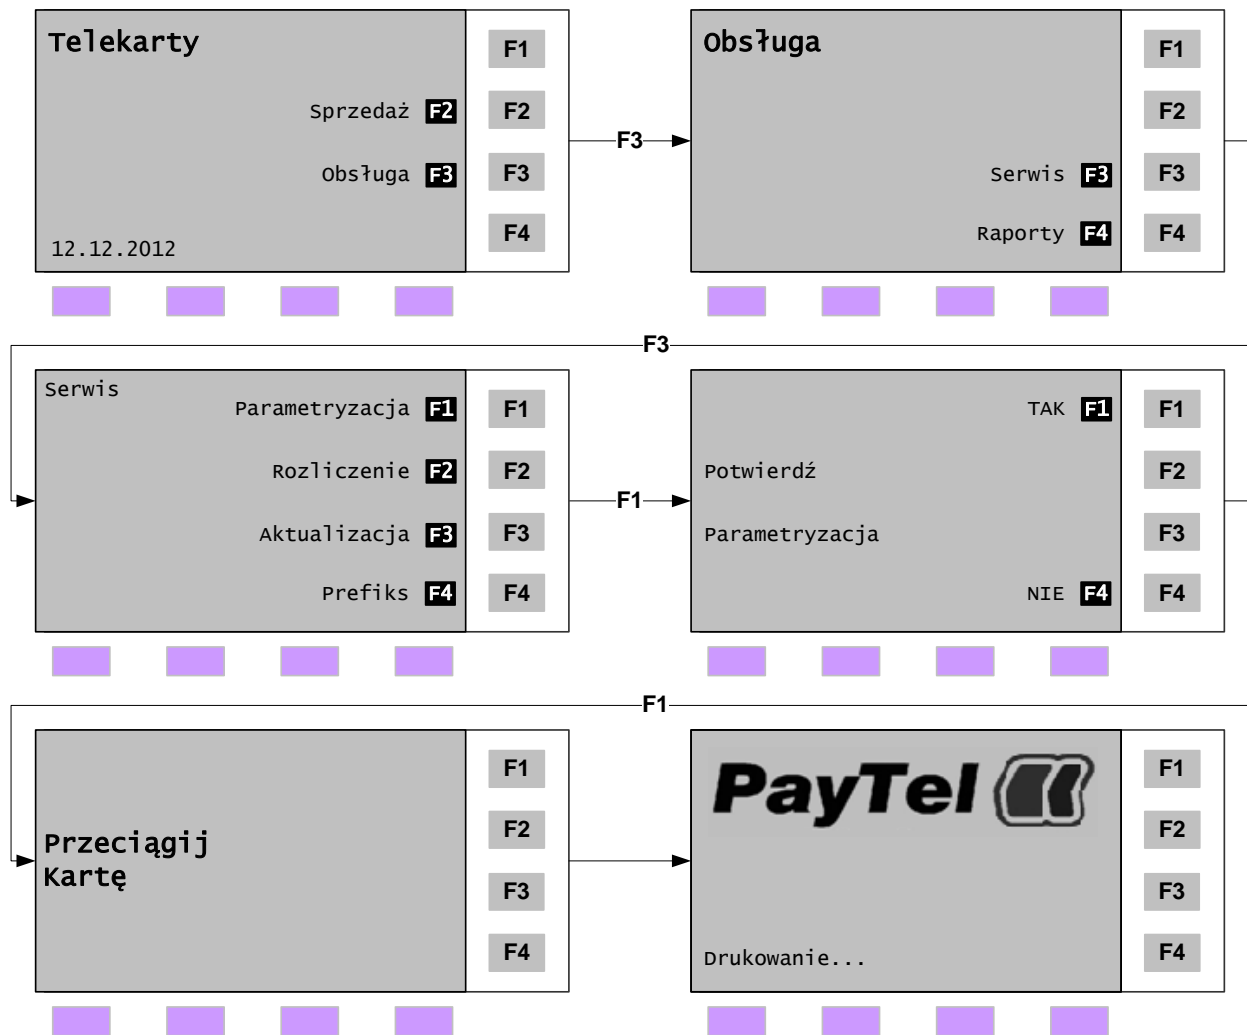 Telekarty
F1
Sprzedaż F2
F2
Obsługa F3
F3
12.12.2012
F4
F3
Obsługa
F1
F2
Serwis F3
F3
Raporty F4
F4
F3
Serwis
Parametryzacja F1
F1
Rozliczenie F2
F2
Aktualizacja F3
F3
Prefiks F4
F4
F1
TAK F1
F1
Potwierdź
F2
Parametryzacja
F3
NIE F4
F4
F1
Przeciągij
Kartę
F1
F2
F3
F4
PayTel
F1
F2
F3
Drukowanie...
F4